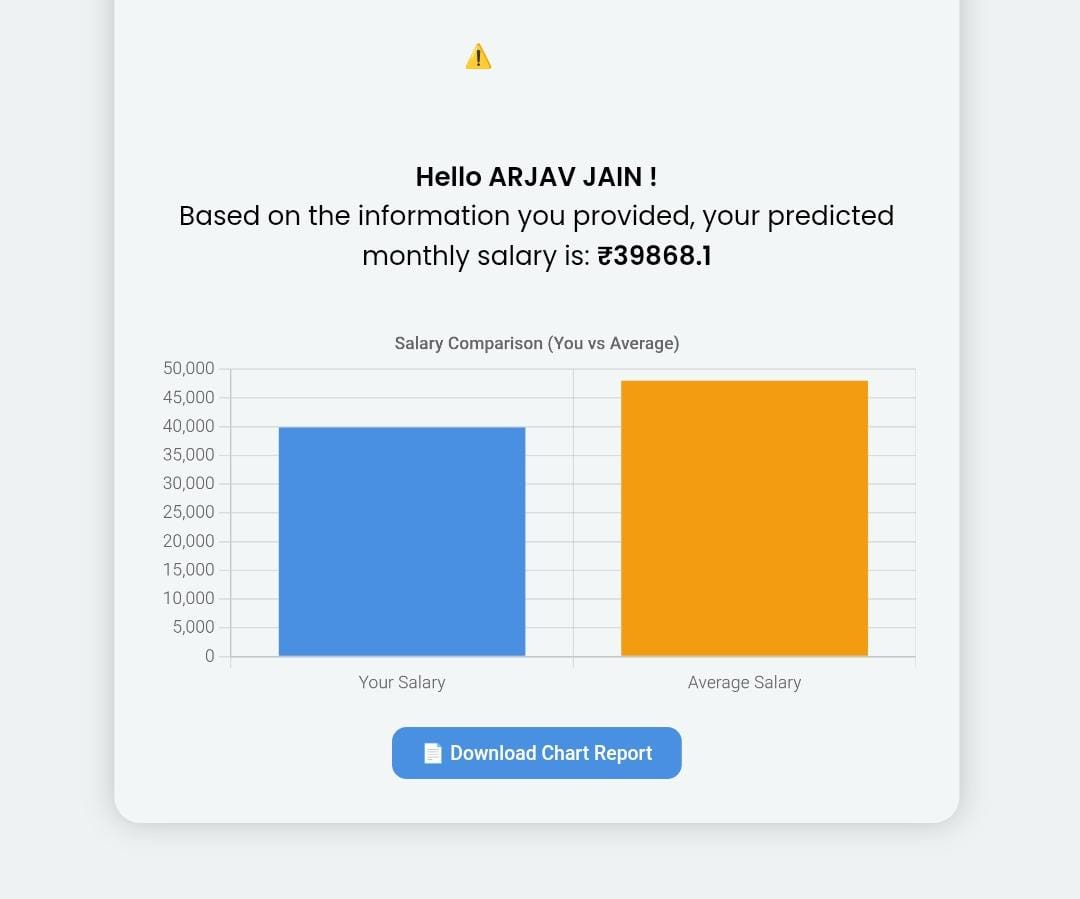 ⚠️
Hello ARJAV JAIN !
Based on the information you provided, your predicted
monthly salary is: ₹39868.1
Salary Comparison (You vs Average)
50,000
45,000
40,000
35,000
30,000
25,000
20,000
15,000
10,000
5,000
0
Your Salary Average Salary
📄 Download Chart Report